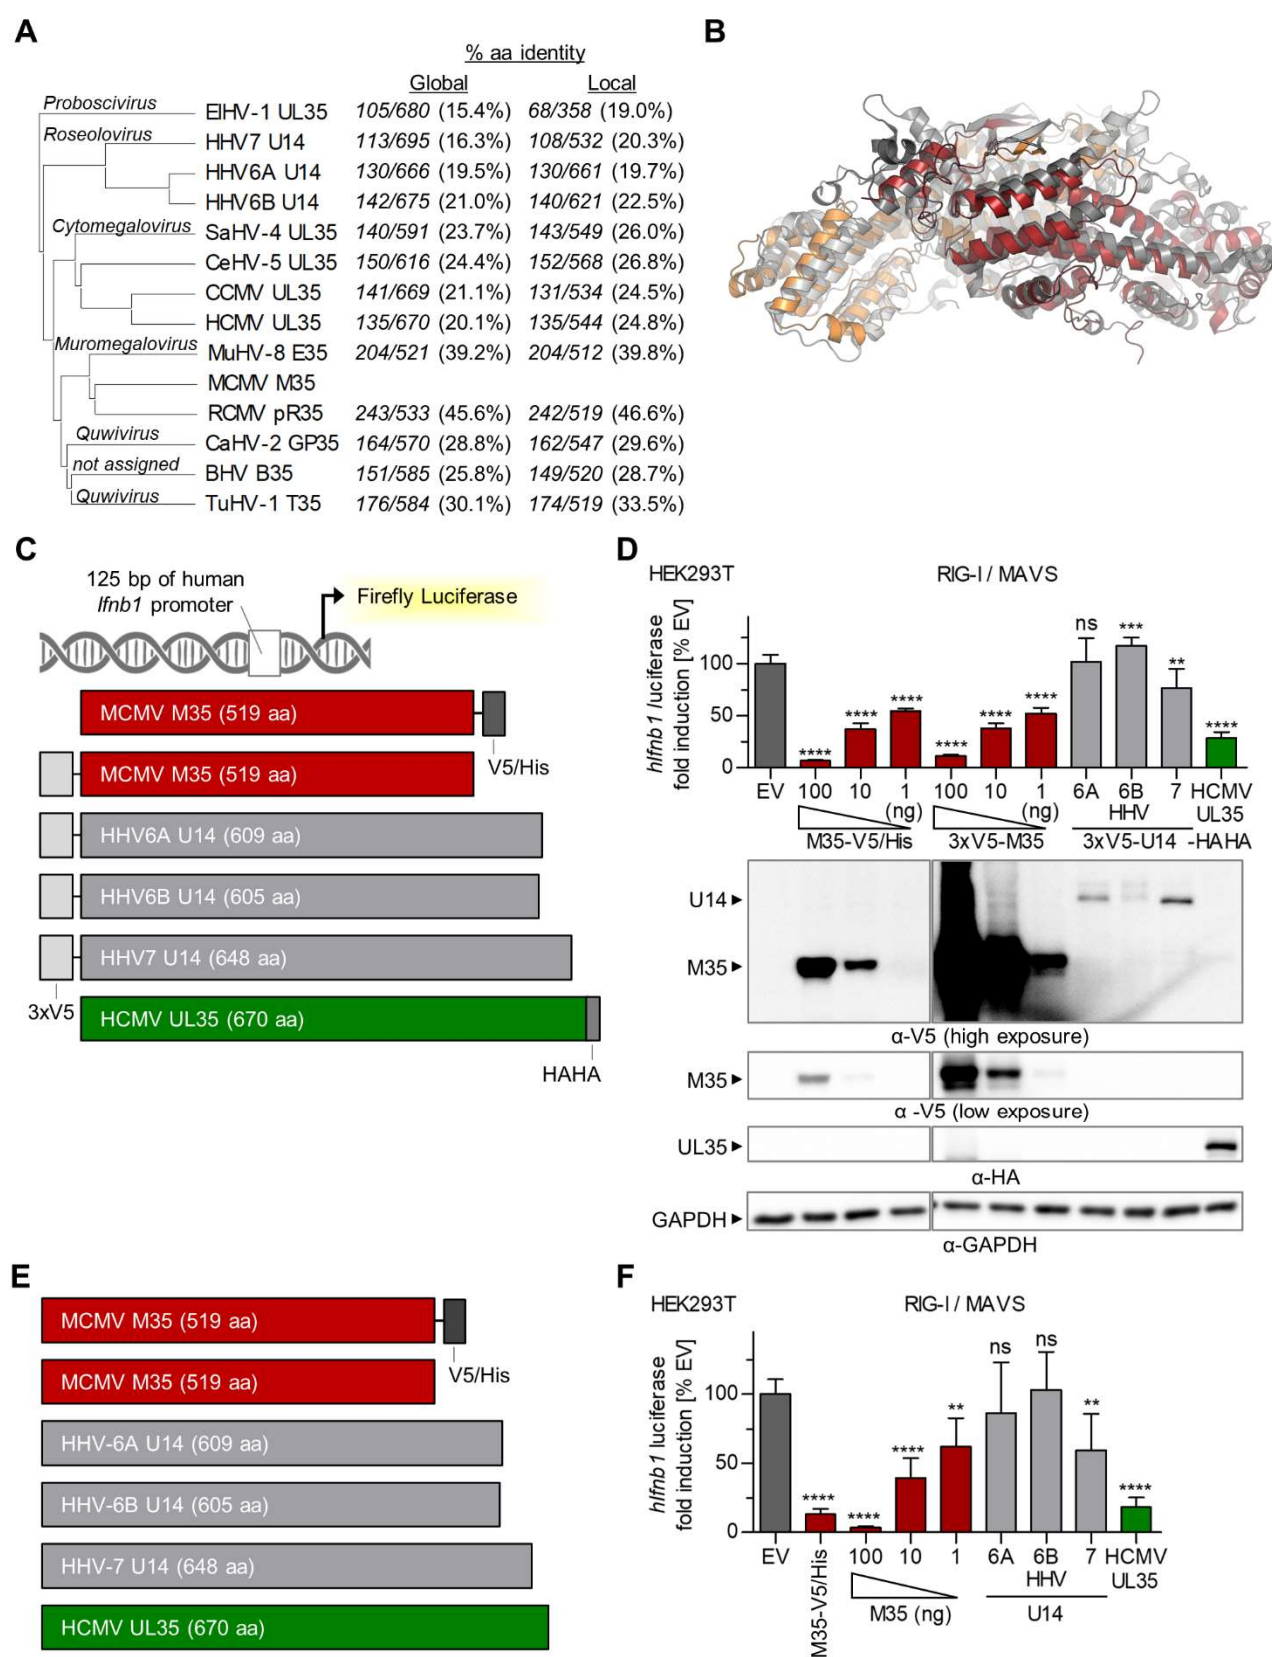 A
% aa identity
Global Local
Proboscivirus
ElHV-1 UL35 105/680 (15.4%) 68/358 (19.0%)
Roseolovirus
HHV7 U14 113/695 (16.3%) 108/532 (20.3%)
HHV6A U14 130/666 (19.5%) 130/661 (19.7%)
HHV6B U14 142/675 (21.0%) 140/621 (22.5%)
Cytomegalovirus
SaHV-4 UL35 140/591 (23.7%) 143/549 (26.0%)
CeHV-5 UL35 150/616 (24.4%) 152/568 (26.8%)
CCMV UL35 141/669 (21.1%) 131/534 (24.5%)
HCMV UL35 135/670 (20.1%) 135/544 (24.8%)
Muromegalovirus
MuHV-8 E35 204/521 (39.2%) 204/512 (39.8%)
MCMV M35
RCMV pR35 243/533 (45.6%) 242/519 (46.6%)
Quwivirus
CaHV-2 GP35 164/570 (28.8%) 162/547 (29.6%)
not assigned
BHV B35 151/585 (25.8%) 149/520 (28.7%)
Quwivirus
TuHV-1 T35 176/584 (30.1%) 174/519 (33.5%)
B
C
125 bp of human
Ifnb1 promoter
Firefly Luciferase
MCMV M35 (519 aa)
V5/His
MCMV M35 (519 aa)
HHV6A U14 (609 aa)
HHV6B U14 (605 aa)
HHV7 U14 (648 aa)
3xV5
HCMV UL35 (670 aa)
HAHA
D
HEK293T RIG-I / MAVS
hIfnb1 luciferase
fold induction [% EV]
100
50
0
**** **** **** **** **** **** ns *** ** ****
EV 100 10 1 100 10 1 6A 6B 7 HCMV
(ng) (ng) HHV UL35
M35-V5/His 3xV5-M35 3xV5-U14 -HAHA
U14
M35
α-V5 (high exposure)
M35
α -V5 (low exposure)
UL35
α-HA
GAPDH
α-GAPDH
E
MCMV M35 (519 aa)
V5/His
MCMV M35 (519 aa)
HHV-6A U14 (609 aa)
HHV-6B U14 (605 aa)
HHV-7 U14 (648 aa)
HCMV UL35 (670 aa)
F
HEK293T RIG-I / MAVS
hIfnb1 luciferase
fold induction [% EV]
100
50
0
**** **** **** ** ns ns ** ****
EV M35-V5/His 100 10 1 6A 6B 7 HCMV
HHV UL35
M35 (ng) U14